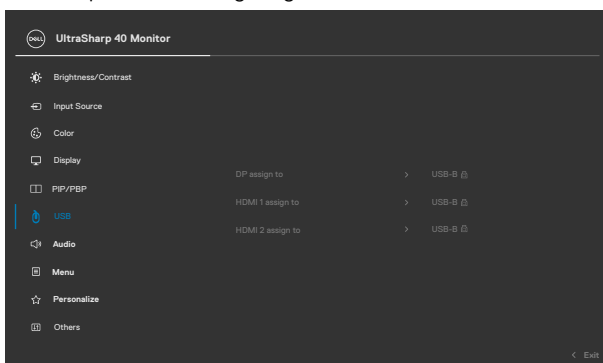 DELL UltraSharp 40 Monitor
Brightness/Contrast
Input Source
Color
Display
DP assign to > USB-B
PIP/PBP
HDMI 1 assign to > USB-B
USB
HDMI 2 assign to > USB-B
Audio
Menu
Personalize
Others
< Exit